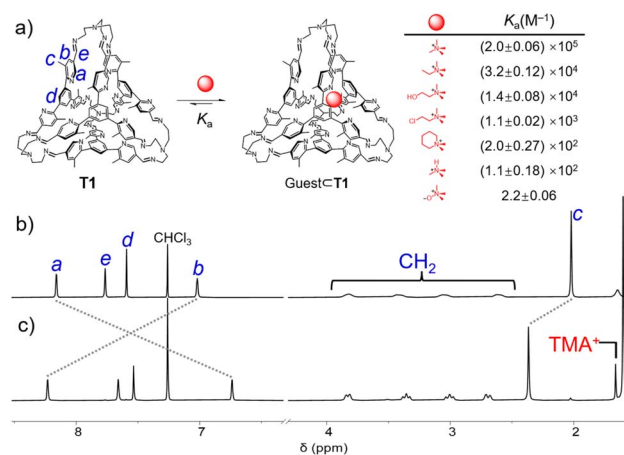 a)
c b e
a
d
N
T1
Kₐ
Guest⊂T1
Kₐ(M⁻¹)
(2.0±0.06) ×10⁵
(3.2±0.12) ×10⁴
HO (1.4±0.08) ×10⁴
Cl (1.1±0.02) ×10³
(2.0±0.27) ×10²
H
N (1.1±0.18) ×10²
⁻O 2.2±0.06
b)
a e d CHCl₃ b CH₂ c
c)
TMA⁺
8 7 4 3 2
δ (ppm)